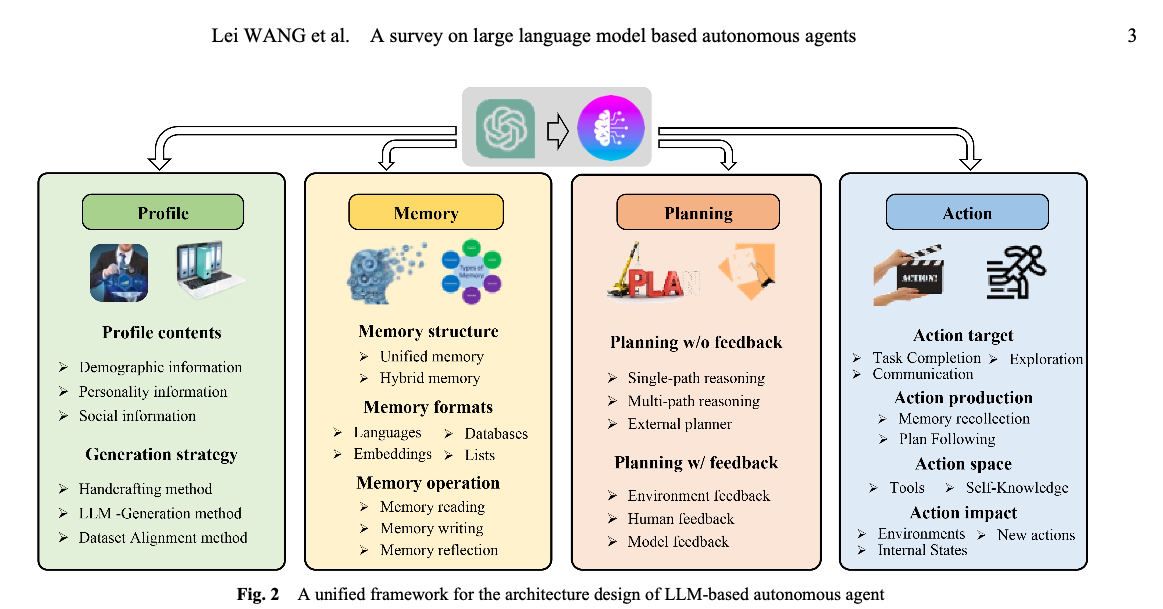 Lei WANG et al. A survey on large language model based autonomous agents 3
Profile
Profile contents
➢ Demographic information
➢ Personality information
➢ Social information
Generation strategy
➢ Handcrafting method
➢ LLM -Generation method
➢ Dataset Alignment method
Memory
Types of
Memory
Memory structure
➢ Unified memory
➢ Hybrid memory
Memory formats
➢ Languages ➢ Databases
➢ Embeddings ➢ Lists
Memory operation
➢ Memory reading
➢ Memory writing
➢ Memory reflection
Planning
PLAN
Planning w/o feedback
➢ Single-path reasoning
➢ Multi-path reasoning
➢ External planner
Planning w/ feedback
➢ Environment feedback
➢ Human feedback
➢ Model feedback
Action
ACTION!
Action target
➢ Task Completion ➢ Exploration
➢ Communication
Action production
➢ Memory recollection
➢ Plan Following
Action space
➢ Tools ➢ Self-Knowledge
Action impact
➢ Environments ➢ New actions
➢ Internal States
Fig. 2 A unified framework for the architecture design of LLM-based autonomous agent